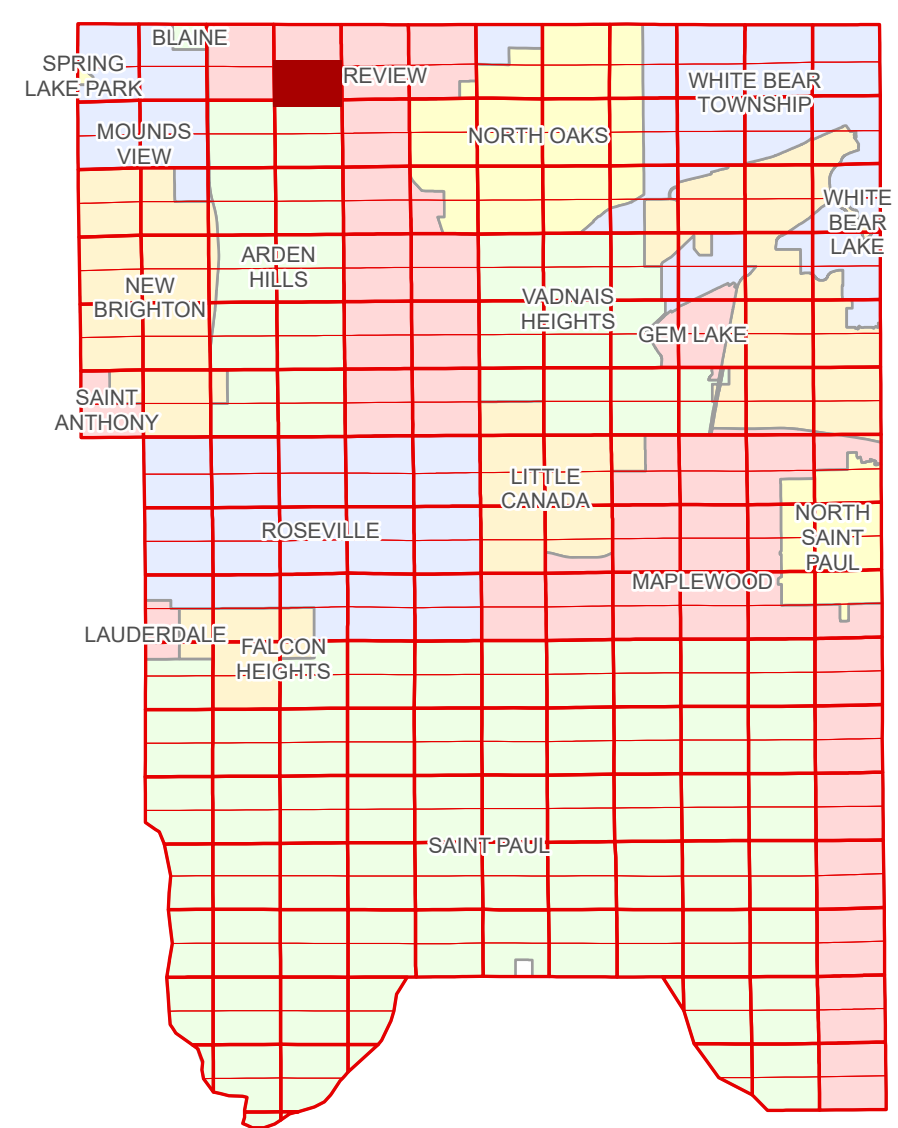 BLAINE
SPRING
LAKE PARK
REVIEW
WHITE BEAR
TOWNSHIP
MOUNDS
VIEW
NORTH OAKS
WHITE
BEAR
LAKE
ARDEN
HILLS
NEW
BRIGHTON
VADNAIS
HEIGHTS
GEM LAKE
SAINT
ANTHONY
LITTLE
CANADA
NORTH
SAINT
PAUL
ROSEVILLE
MAPLEWOOD
LAUDERDALE
FALCON
HEIGHTS
SAINT PAUL